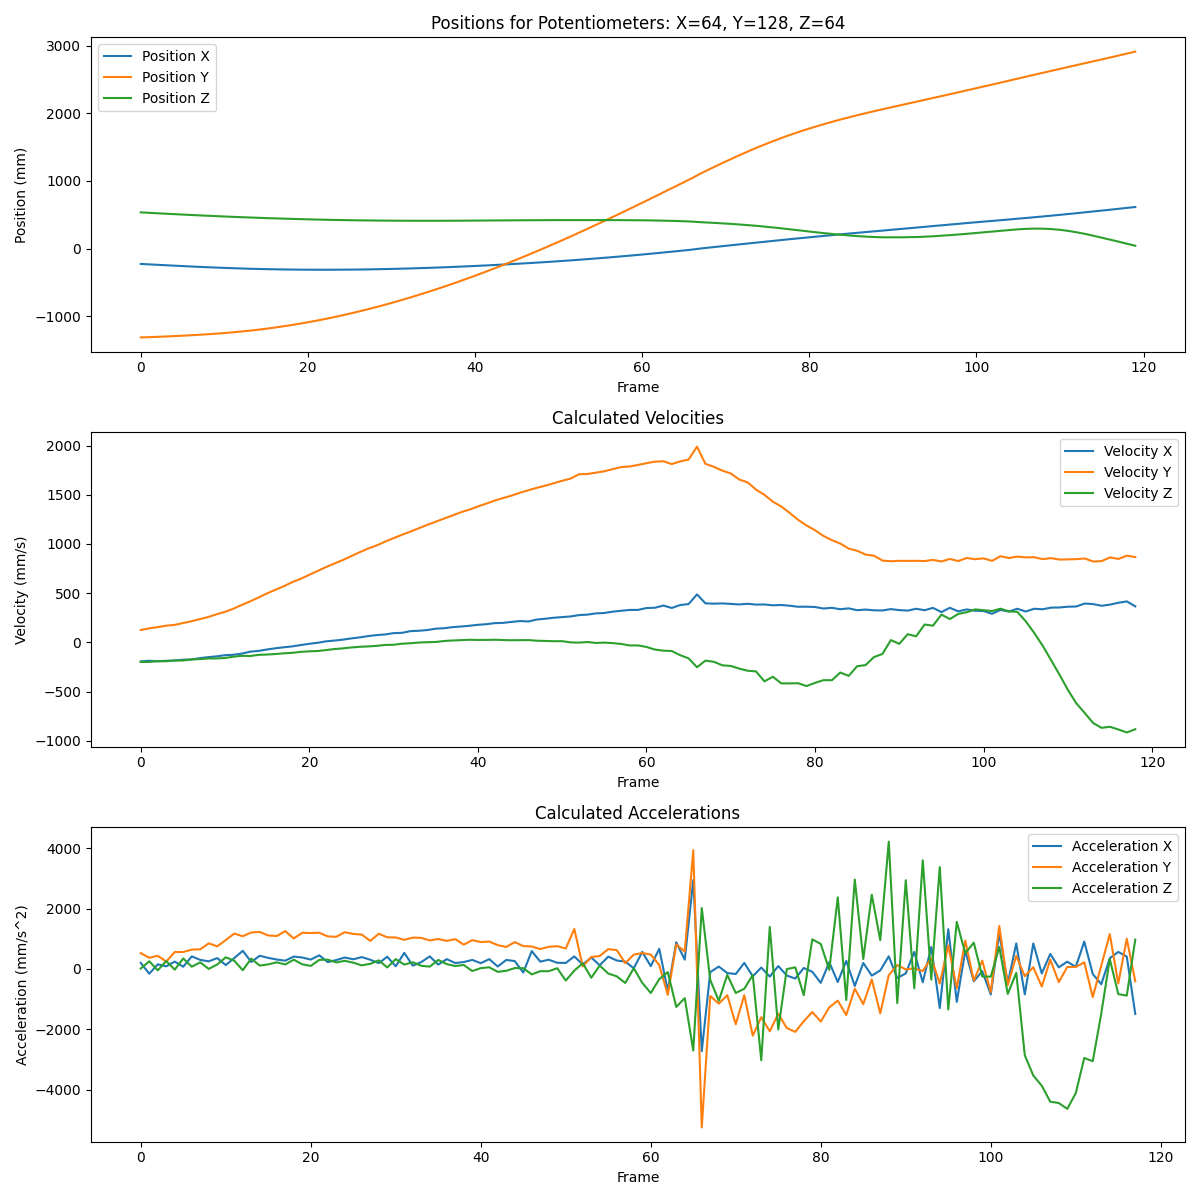 Positions for Potentiometers: X=64, Y=128, Z=64
3000
2000
1000
0
−1000
Position (mm)
Position X
Position Y
Position Z
0 20 40 60 80 100 120
Frame
Calculated Velocities
2000
1500
1000
500
0
−500
−1000
Velocity (mm/s)
Velocity X
Velocity Y
Velocity Z
0 20 40 60 80 100 120
Frame
Calculated Accelerations
4000
2000
0
−2000
−4000
Acceleration (mm/s^2)
Acceleration X
Acceleration Y
Acceleration Z
0 20 40 60 80 100 120
Frame